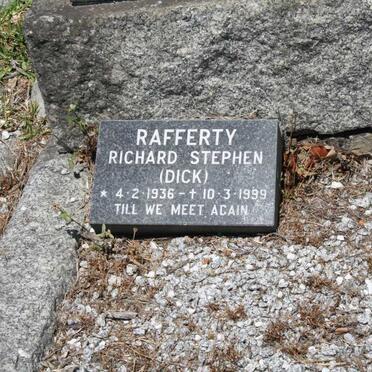 RAFFERTY
RICHARD STEPHEN
(DICK)
* 4·2·1936 - † 10·3·1999
TILL WE MEET AGAIN